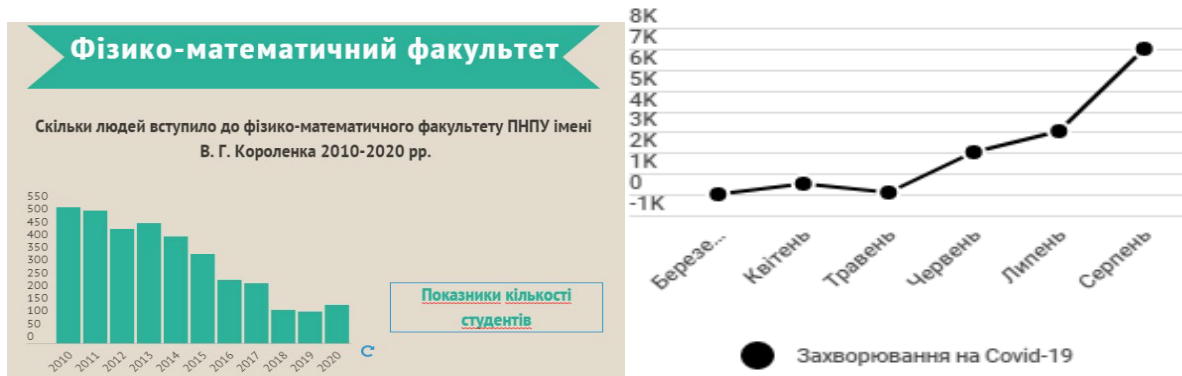 Фізико-математичний факультет
Скільки людей вступило до фізико-математичного факультету ПНПУ імені
В. Г. Короленка 2010-2020 рр.
550
500
450
400
350
300
250
200
150
100
50
0
2010
2011
2012
2013
2014
2015
2016
2017
2018
2019
2020
Показники кількості
студентів
8K
7K
6K
5K
4K
3K
2K
1K
0
-1K
Березе...
Квітень
Травень
Червень
Липень
Серпень
Захворювання на Covid-19